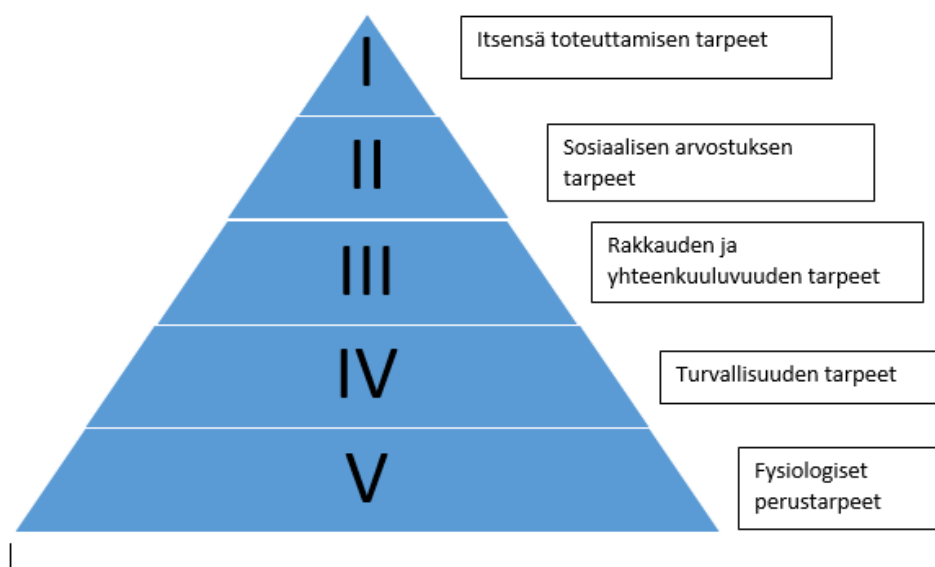 I
Itsensä toteuttamisen tarpeet
II
Sosiaalisen arvostuksen
tarpeet
III
Rakkauden ja
yhteenkuuluvuuden tarpeet
IV
Turvallisuuden tarpeet
V
Fysiologiset
perustarpeet